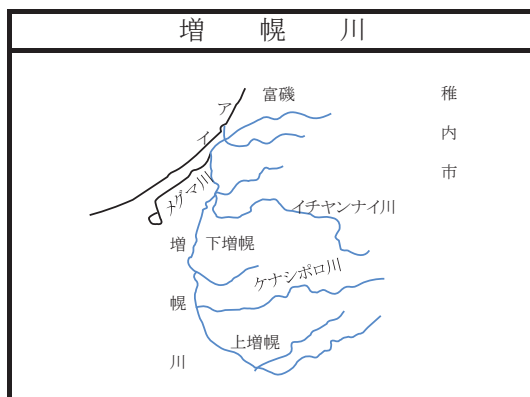 増幌川
富磯
稚内市
ア
イ
メグマ川
イチャンナイ川
増幌川
下増幌
ケナシポロ川
上増幌